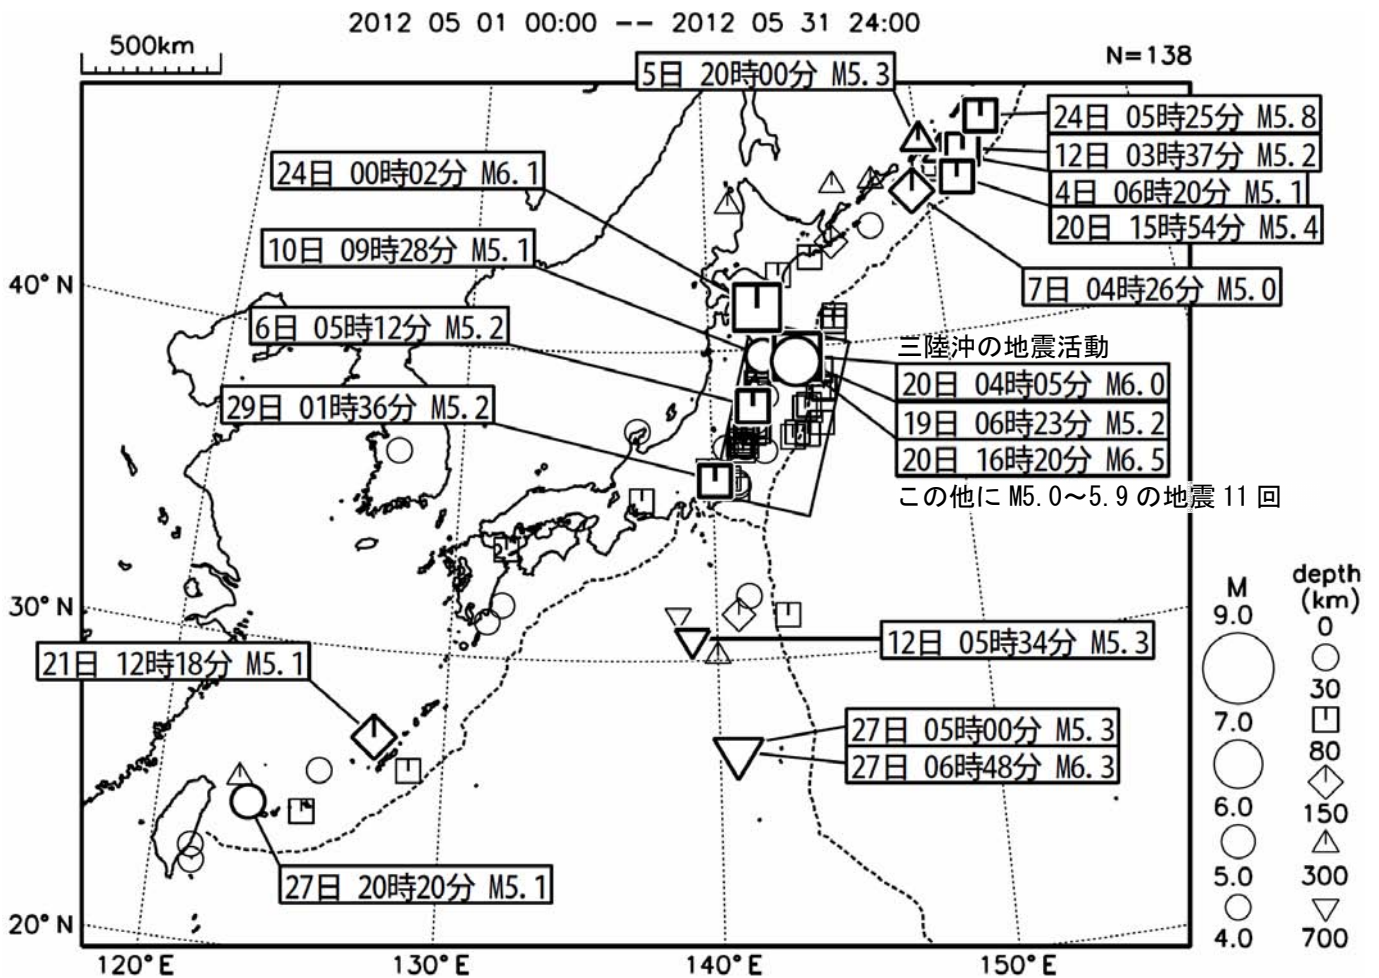 2012 05 01 00:00 -- 2012 05 31 24:00
500km
N=138
5日 20時00分 M5.3
24日 05時25分 M5.8
12日 03時37分 M5.2
24日 00時02分 M6.1
4日 06時20分 M5.1
20日 15時54分 M5.4
10日 09時28分 M5.1
7日 04時26分 M5.0
40°N
6日 05時12分 M5.2
三陸沖の地震活動
20日 04時05分 M6.0
29日 01時36分 M5.2
19日 06時23分 M5.2
20日 16時20分 M6.5
この他に M5.0～5.9 の地震 11 回
30°N
12日 05時34分 M5.3
21日 12時18分 M5.1
27日 05時00分 M5.3
27日 06時48分 M6.3
27日 20時20分 M5.1
20°N
120°E
130°E
140°E
150°E
M
9.0
7.0
6.0
5.0
4.0
depth
(km)
0
30
80
150
300
700